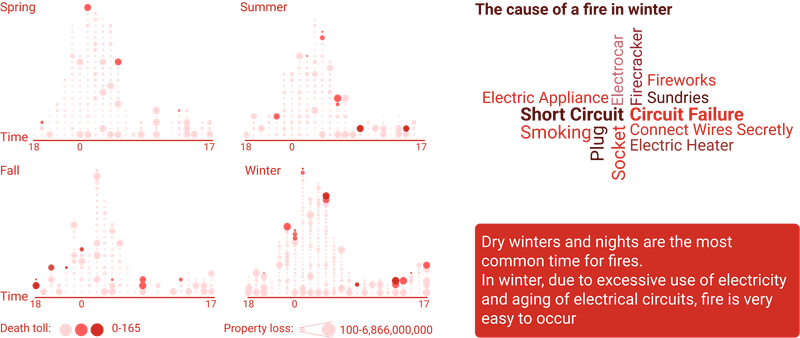 Spring
Summer
Time
18 0 17
18 0 17
Fall
Winter
Time
18 0 17
18 0 17
Death toll: 0-165
Property loss: 100-6,866,000,000
The cause of a fire in winter
Electrocar
Firecracker
Fireworks
Electric Appliance
Sundries
Short Circuit
Circuit Failure
Smoking
Plug
Socket
Connect Wires Secretly
Electric Heater
Dry winters and nights are the most
common time for fires.
In winter, due to excessive use of electricity
and aging of electrical circuits, fire is very
easy to occur